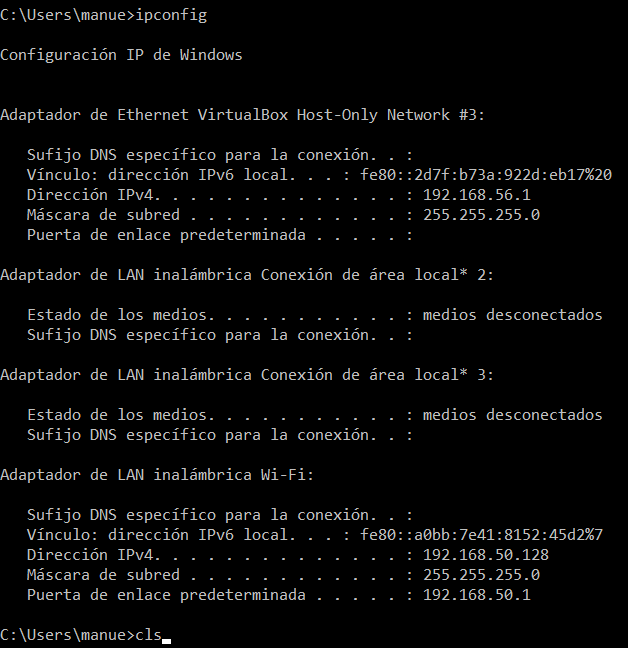 C:\Users\manue>ipconfig
Configuración IP de Windows
Adaptador de Ethernet VirtualBox Host-Only Network #3:
Sufijo DNS específico para la conexión. . :
Vínculo: dirección IPv6 local. . . : fe80::2d7f:b73a:922d:eb17%20
Dirección IPv4. . . . . . . . . . . . . . : 192.168.56.1
Máscara de subred . . . . . . . . . . . . : 255.255.255.0
Puerta de enlace predeterminada . . . . . :
Adaptador de LAN inalámbrica Conexión de área local* 2:
Estado de los medios. . . . . . . . . . . : medios desconectados
Sufijo DNS específico para la conexión. . :
Adaptador de LAN inalámbrica Conexión de área local* 3:
Estado de los medios. . . . . . . . . . . : medios desconectados
Sufijo DNS específico para la conexión. . :
Adaptador de LAN inalámbrica Wi-Fi:
Sufijo DNS específico para la conexión. . :
Vínculo: dirección IPv6 local. . . : fe80::a0bb:7e41:8152:45d2%7
Dirección IPv4. . . . . . . . . . . . . . : 192.168.50.128
Máscara de subred . . . . . . . . . . . . : 255.255.255.0
Puerta de enlace predeterminada . . . . . : 192.168.50.1
C:\Users\manue>cls